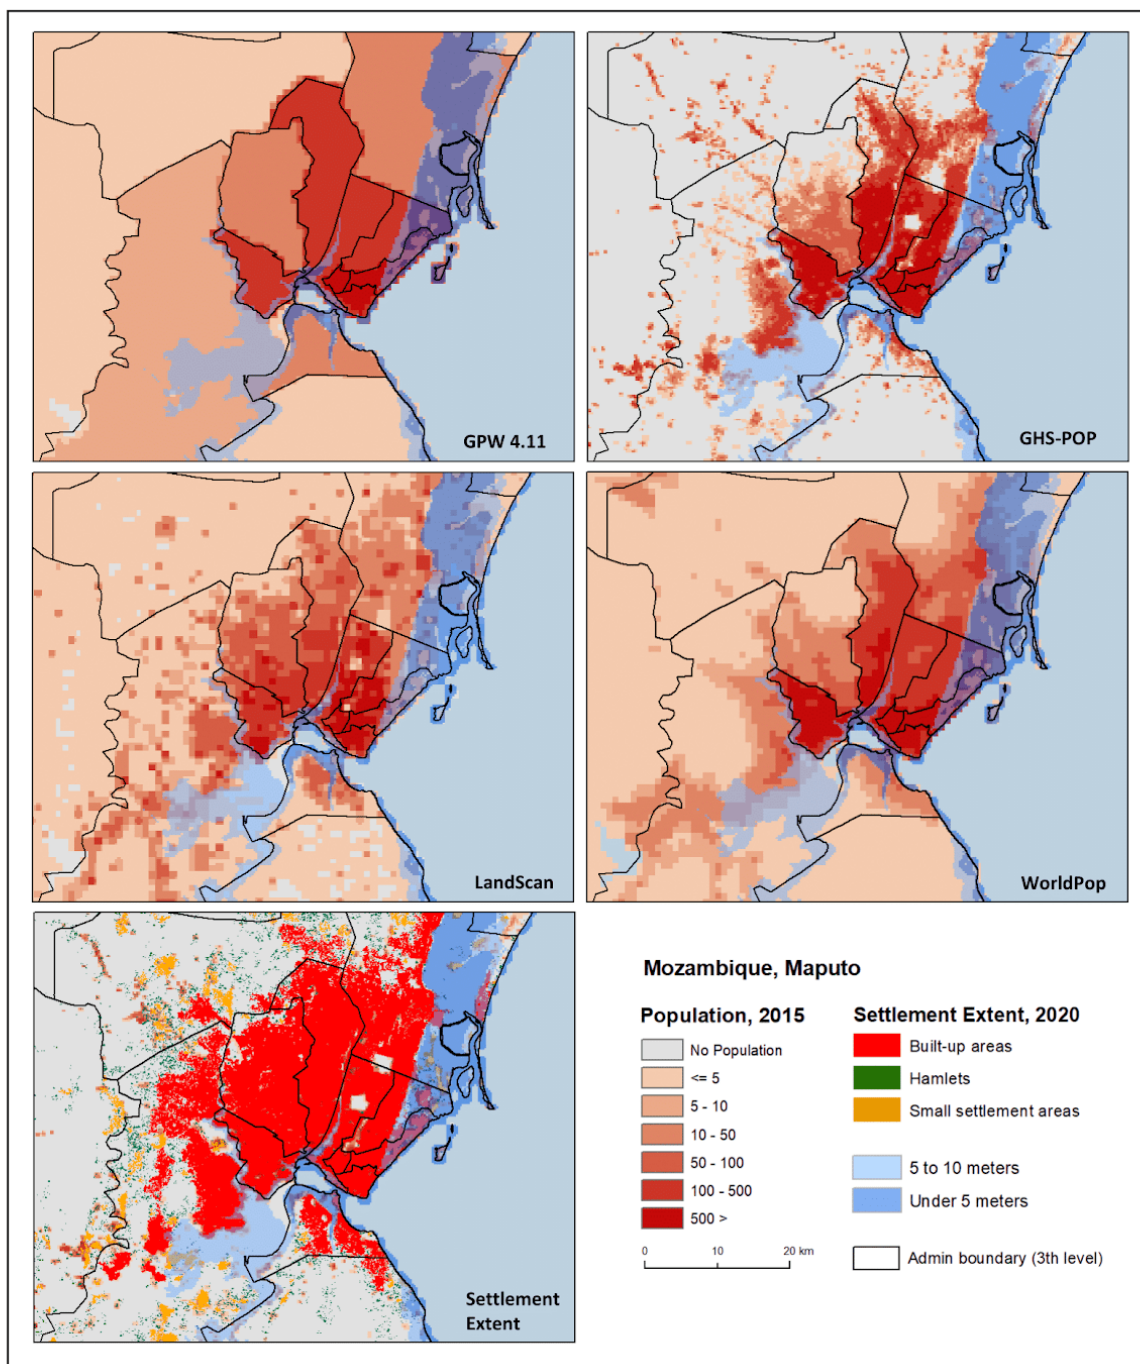 GPW 4.11
GHS-POP
LandScan
WorldPop
Settlement
Extent
Mozambique, Maputo
Population, 2015
No Population
<= 5
5 - 10
10 - 50
50 - 100
100 - 500
500 >
0 10 20 km
Settlement Extent, 2020
Built-up areas
Hamlets
Small settlement areas
5 to 10 meters
Under 5 meters
Admin boundary (3th level)